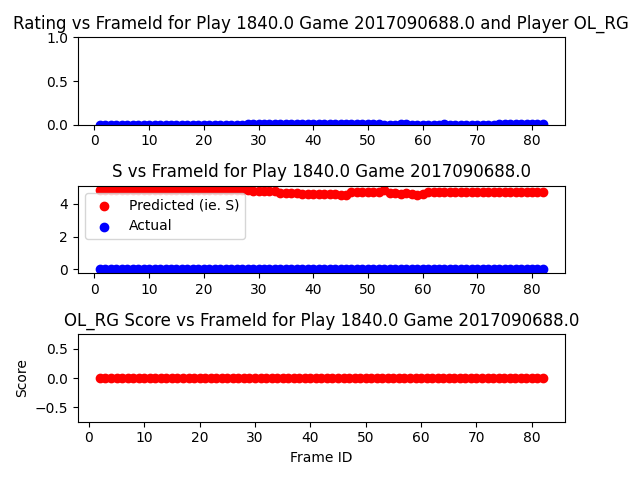 Rating vs FrameId for Play 1840.0 Game 2017090688.0 and Player OL_RG
1.0
0.5
0.0
0 10 20 30 40 50 60 70 80
S vs FrameId for Play 1840.0 Game 2017090688.0
4
2
0
Predicted (ie. S)
Actual
0 10 20 30 40 50 60 70 80
OL_RG Score vs FrameId for Play 1840.0 Game 2017090688.0
Score
0.5
0.0
−0.5
0 10 20 30 40 50 60 70 80
Frame ID